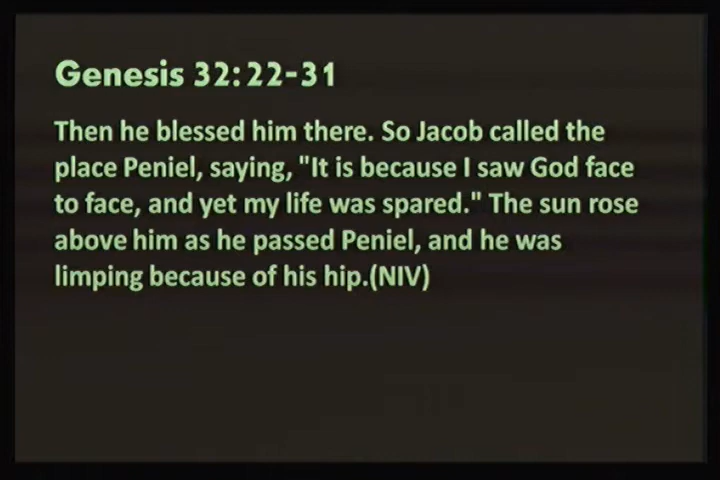 Genesis 32:22-31
Then he blessed him there. So Jacob called the
place Peniel, saying, "It is because I saw God face
to face, and yet my life was spared." The sun rose
above him as he passed Peniel, and he was
limping because of his hip.(NIV)